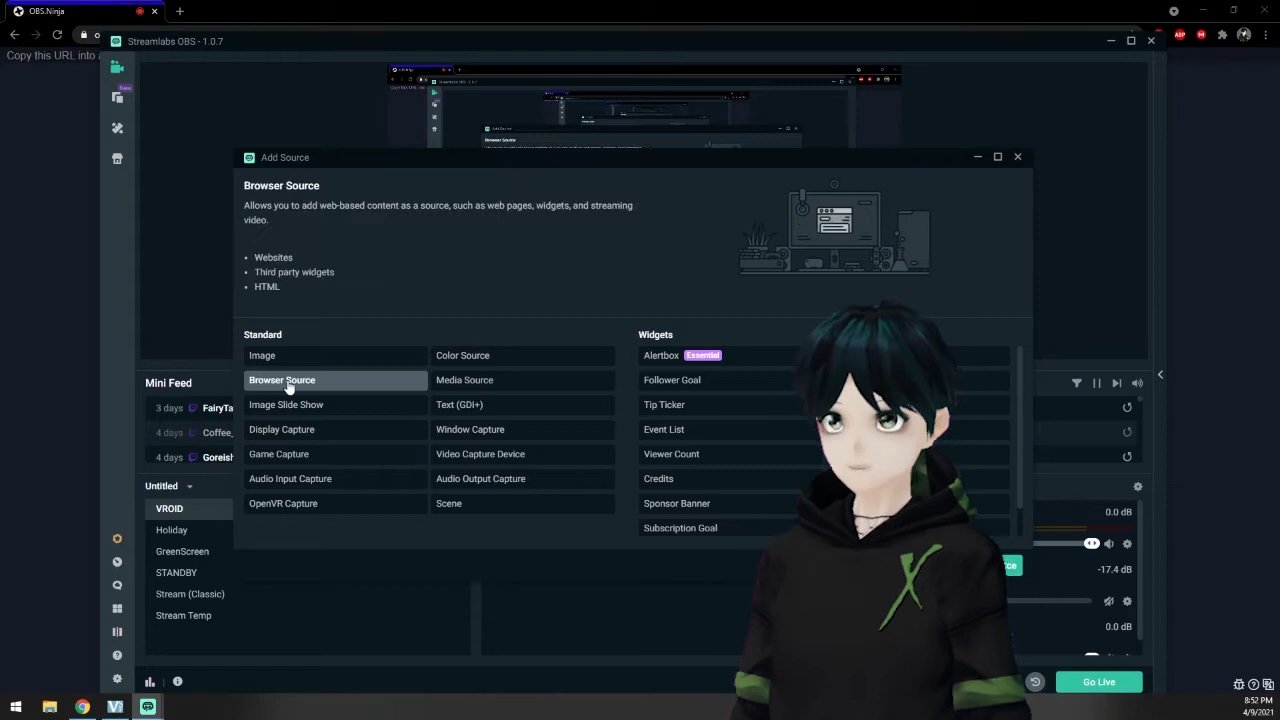 OBS.Ninja
Streamlabs OBS - 1.0.7
Copy this URL into
New
Add Source
Browser Source
Allows you to add web-based content as a source, such as web pages, widgets, and streaming
video.
Websites
Third party widgets
HTML
Standard
Widgets
Image
Color Source
Alertbox Essential
Browser Source
Media Source
Follower Goal
Image Slide Show
Text (GDI+)
Tip Ticker
Display Capture
Window Capture
Event List
Game Capture
Video Capture Device
Viewer Count
Audio Input Capture
Audio Output Capture
Credits
OpenVR Capture
Scene
Sponsor Banner
Subscription Goal
Mini Feed
3 days FairyTa
4 days Coffee_
4 days Goreish
Untitled
VROID
Holiday
GreenScreen
STANDBY
Stream (Classic)
Stream Temp
0.0 dB
-17.4 dB
0.0 dB
Go Live
8:52 PM
4/9/2021